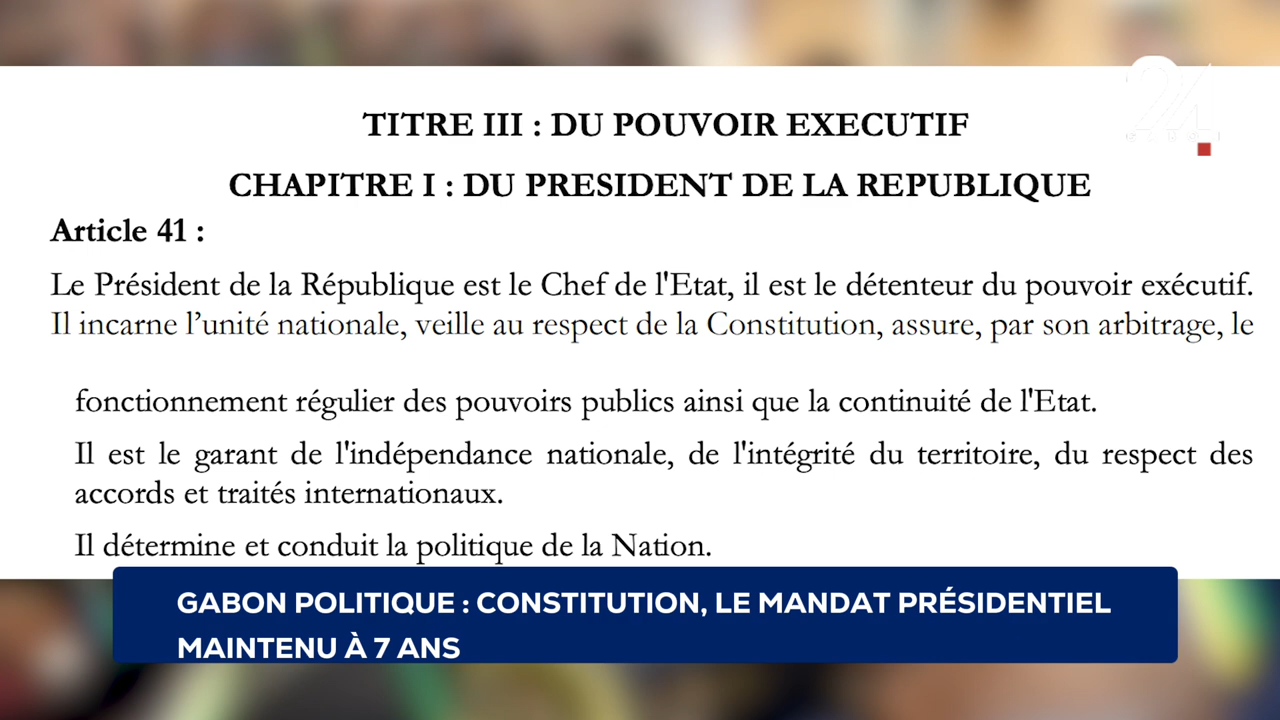 TITRE III : DU POUVOIR EXECUTIF
24
CHAPITRE I : DU PRESIDENT DE LA REPUBLIQUE
Article 41 :
Le Président de la République est le Chef de l'Etat, il est le détenteur du pouvoir exécutif.
Il incarne l’unité nationale, veille au respect de la Constitution, assure, par son arbitrage, le
fonctionnement régulier des pouvoirs publics ainsi que la continuité de l'Etat.
Il est le garant de l'indépendance nationale, de l'intégrité du territoire, du respect des
accords et traités internationaux.
Il détermine et conduit la politique de la Nation.
GABON POLITIQUE : CONSTITUTION, LE MANDAT PRÉSIDENTIEL
MAINTENU À 7 ANS